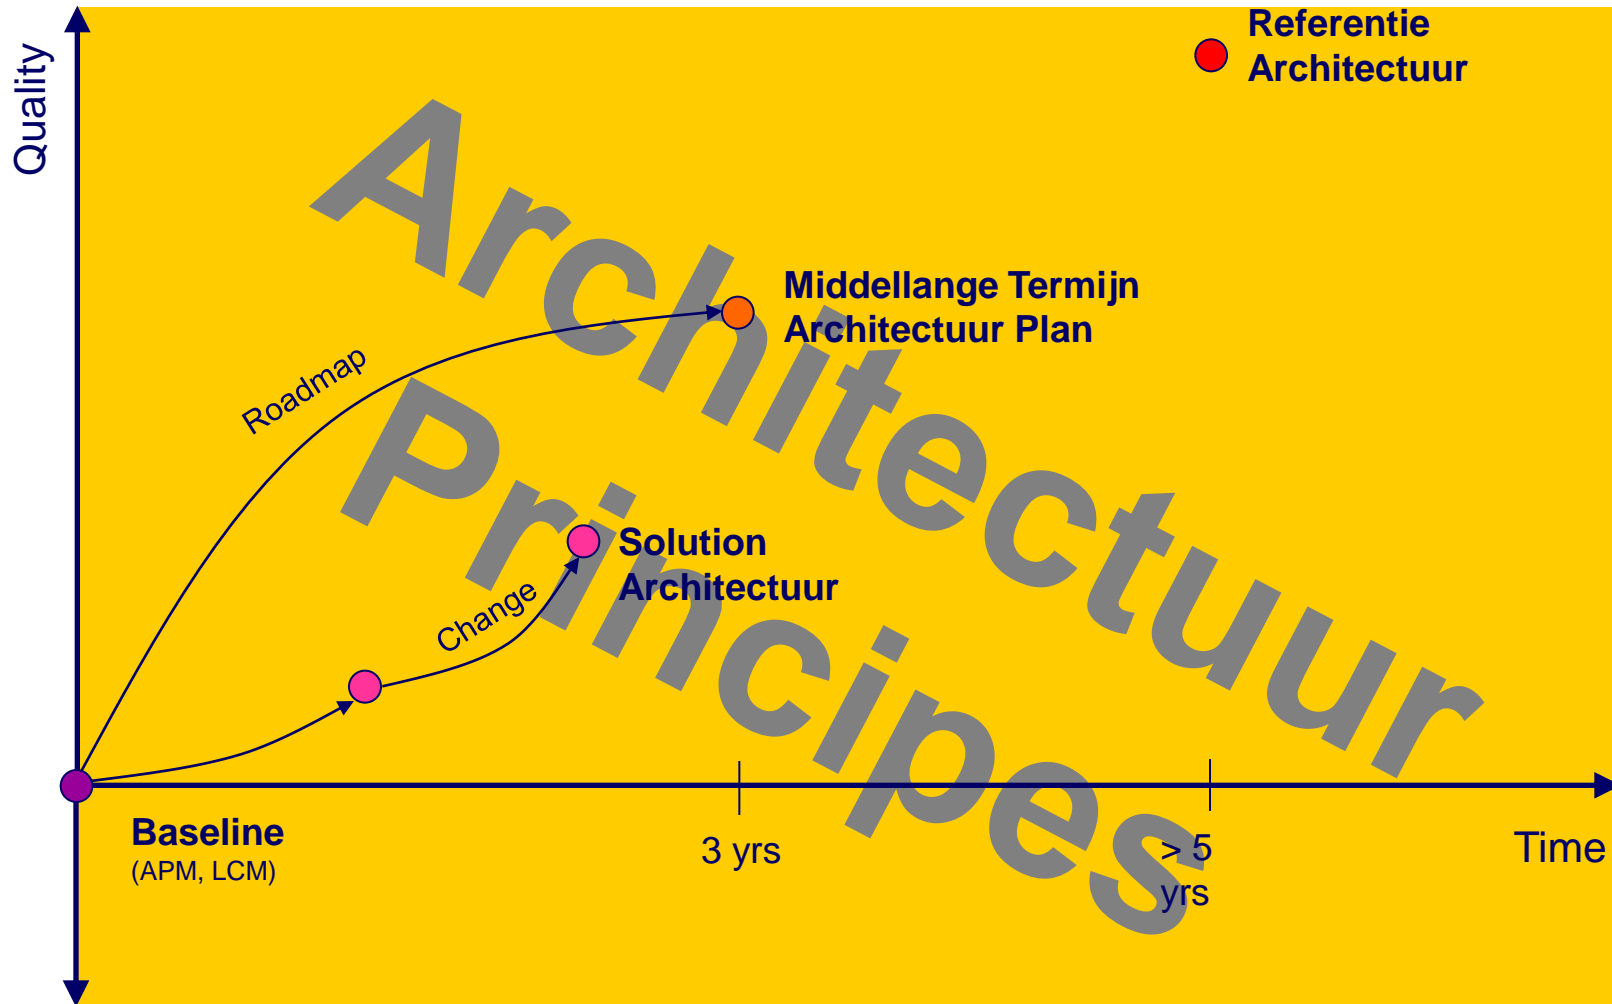 Quality
Referentie
Architectuur
Architectuur
Principes
Middellange Termijn
Architectuur Plan
Roadmap
Solution
Architectuur
Change
Baseline
(APM, LCM)
3 yrs
> 5
yrs
Time